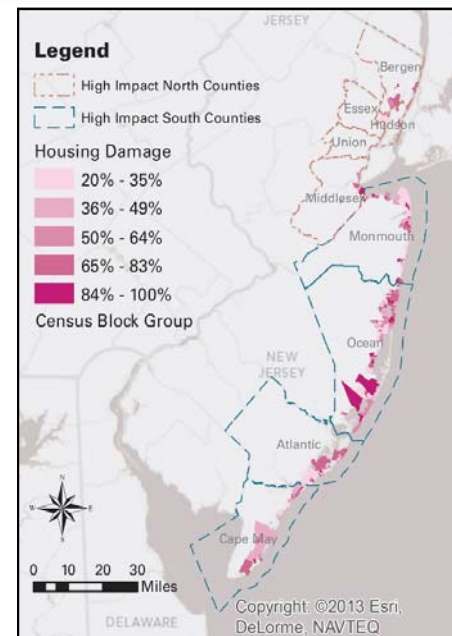 JERSEY
Legend
High Impact North Counties
High Impact South Counties
Housing Damage
20% - 35%
36% - 49%
50% - 64%
65% - 83%
84% - 100%
Census Block Group
Bergen
Essex
Hudson
Union
Middlesex
Monmouth
Ocean
NEW
JERSEY
Atlantic
Cape May
N
W E
S
0 5 10 20 30
Miles
DELAWARE
Copyright: ©2013 Esri,
DeLorme, NAVTEQ